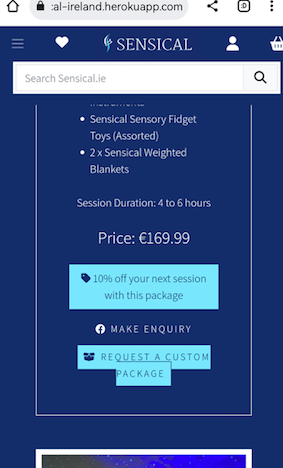 :al-ireland.herokuapp.com
:D
SENSICAL
Search Sensical.ie
Instruments
Sensical Sensory Fidget
Toys (Assorted)
2 x Sensical Weighted
Blankets
Session Duration: 4 to 6 hours
Price: €169.99
10% off your next session
with this package
MAKE ENQUIRY
REQUEST A CUSTOM
PACKAGE